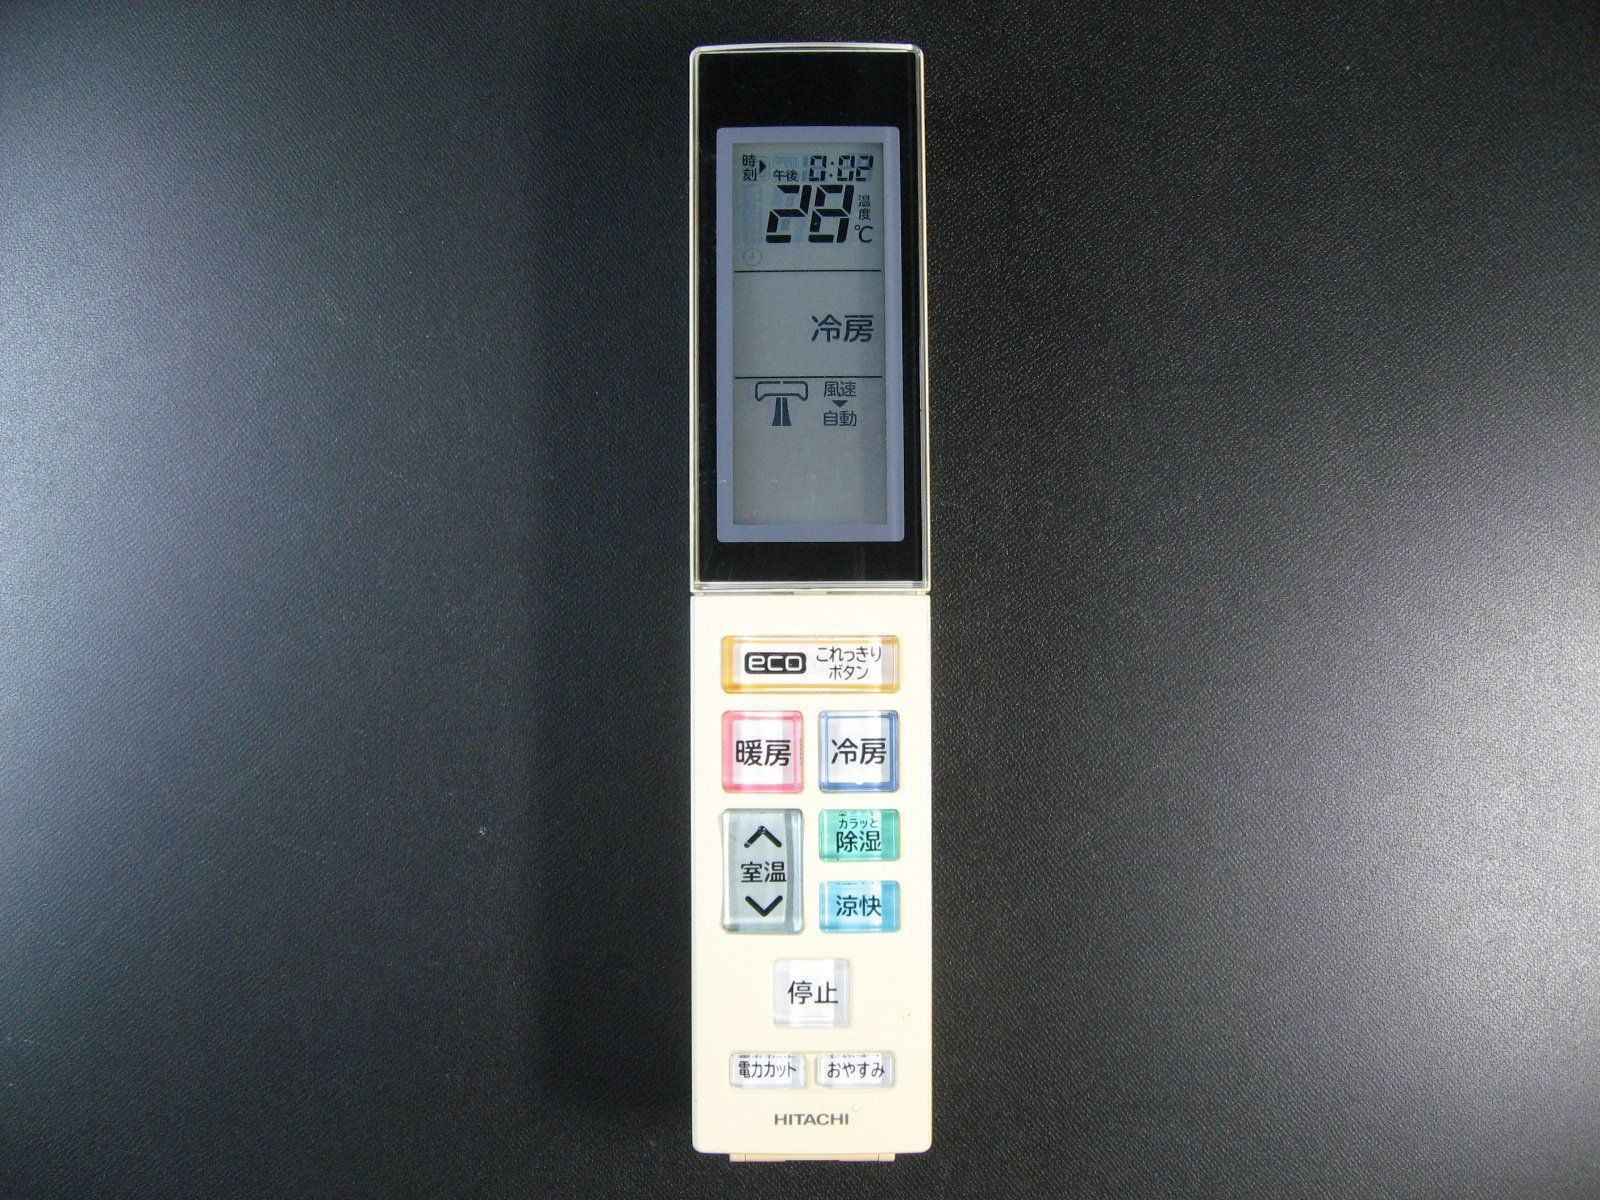 時刻 午後 0:02
28 温度 ℃
冷房
風速
自動
eco これっきり
ボタン
暖房 冷房
カラッと
除湿
室温
涼快
停止
電力カット おやすみ
HITACHI